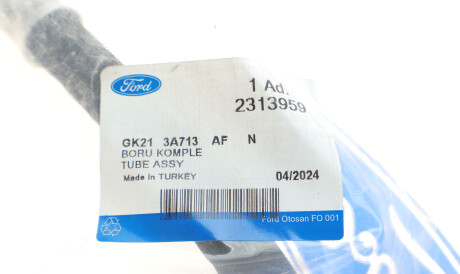 Ford
1 Ad.
2313959
GK21 3A713 AF N
BORU KOMPLE
TUBE ASSY
Made in TURKEY
04/2024
Ford Otosan FO 001